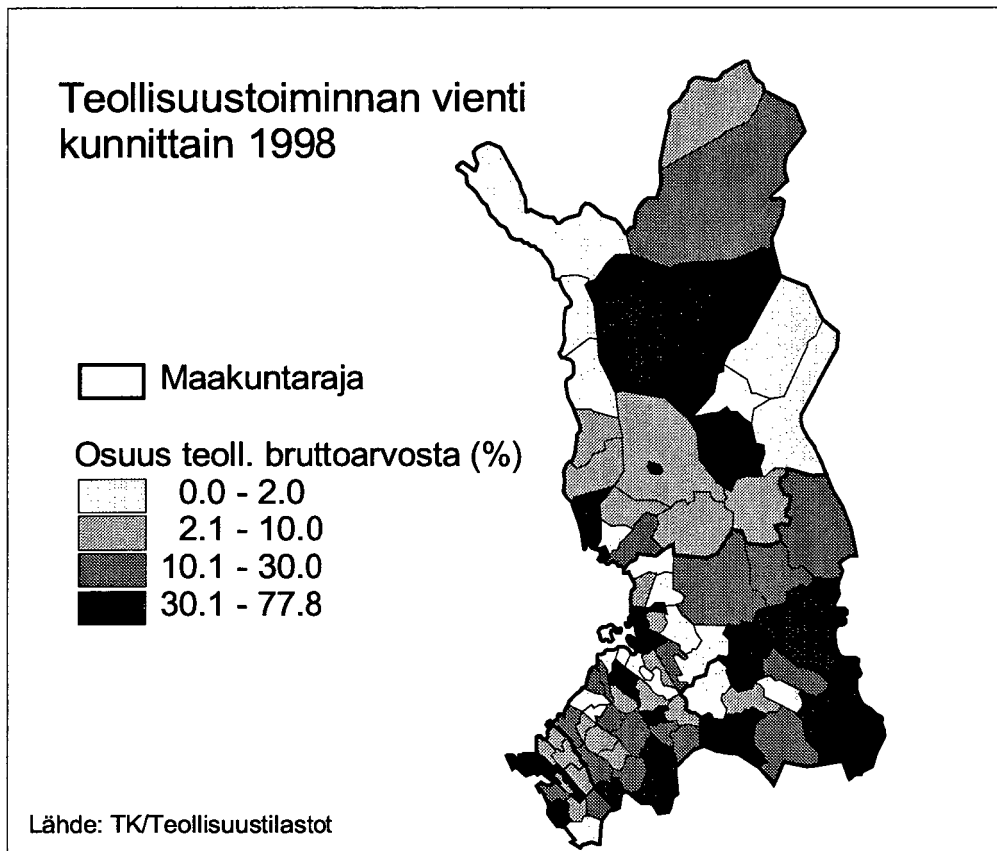 Teollisuustoiminnan vienti
kunnittain 1998
Maakuntaraja
Osuus teoll. bruttoarvosta (%)
0.0 - 2.0
2.1 - 10.0
10.1 - 30.0
30.1 - 77.8
Lähde: TK/Teollisuustilastot